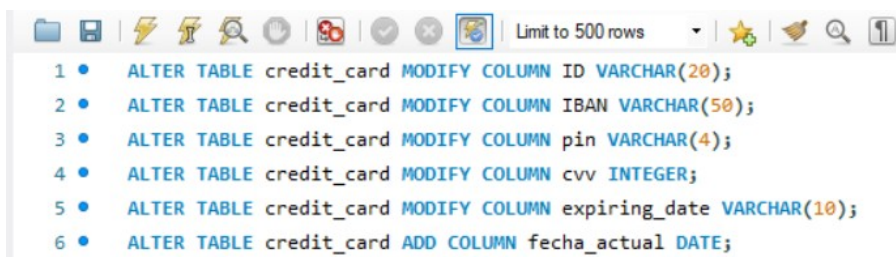 Limit to 500 rows
1 ALTER TABLE credit_card MODIFY COLUMN ID VARCHAR(20);
2 ALTER TABLE credit_card MODIFY COLUMN IBAN VARCHAR(50);
3 ALTER TABLE credit_card MODIFY COLUMN pin VARCHAR(4);
4 ALTER TABLE credit_card MODIFY COLUMN cvv INTEGER;
5 ALTER TABLE credit_card MODIFY COLUMN expiring_date VARCHAR(10);
6 ALTER TABLE credit_card ADD COLUMN fecha_actual DATE;